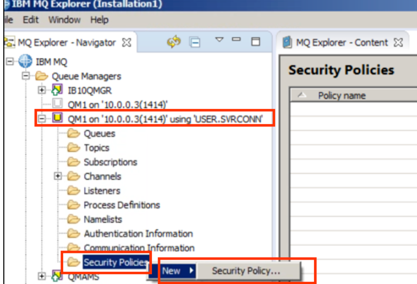 IBM MQ Explorer (Installation1)
ile Edit Window Help
MQ Explorer - Navigator
MQ Explorer - Content
IBM MQ
Queue Managers
IB10QMGR
QM1 on '10.0.0.3(1414)'
QM1 on '10.0.0.3(1414)' using 'USER.SVRCONN'
Queues
Topics
Subscriptions
Channels
Listeners
Process Definitions
Namelists
Authentication Information
Communication Information
Security Policies
QMAMS
New
Security Policy...
Security Policies
Policy name